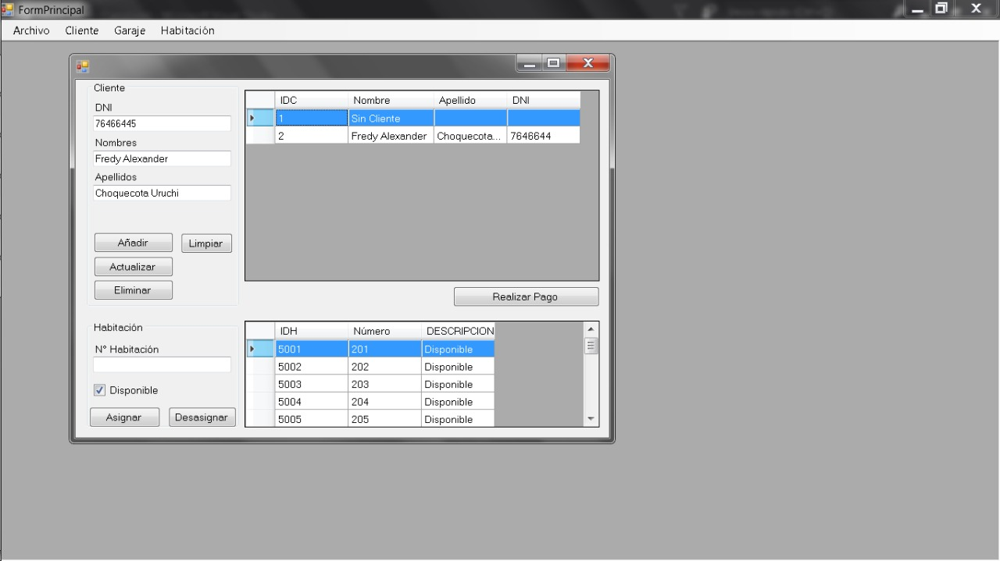 FormPrincipal
Archivo Cliente Garaje Habitación
Cliente
DNI
76466445
Nombres
Fredy Alexander
Apellidos
Choquecota Uruchi
Añadir Limpiar
Actualizar
Eliminar
IDC Nombre Apellido DNI
1 Sin Cliente
2 Fredy Alexander Choquecota... 7646644
Realizar Pago
Habitación
N° Habitación
Disponible
Asignar Desasignar
IDH Número DESCRIPCION
5001 201 Disponible
5002 202 Disponible
5003 203 Disponible
5004 204 Disponible
5005 205 Disponible